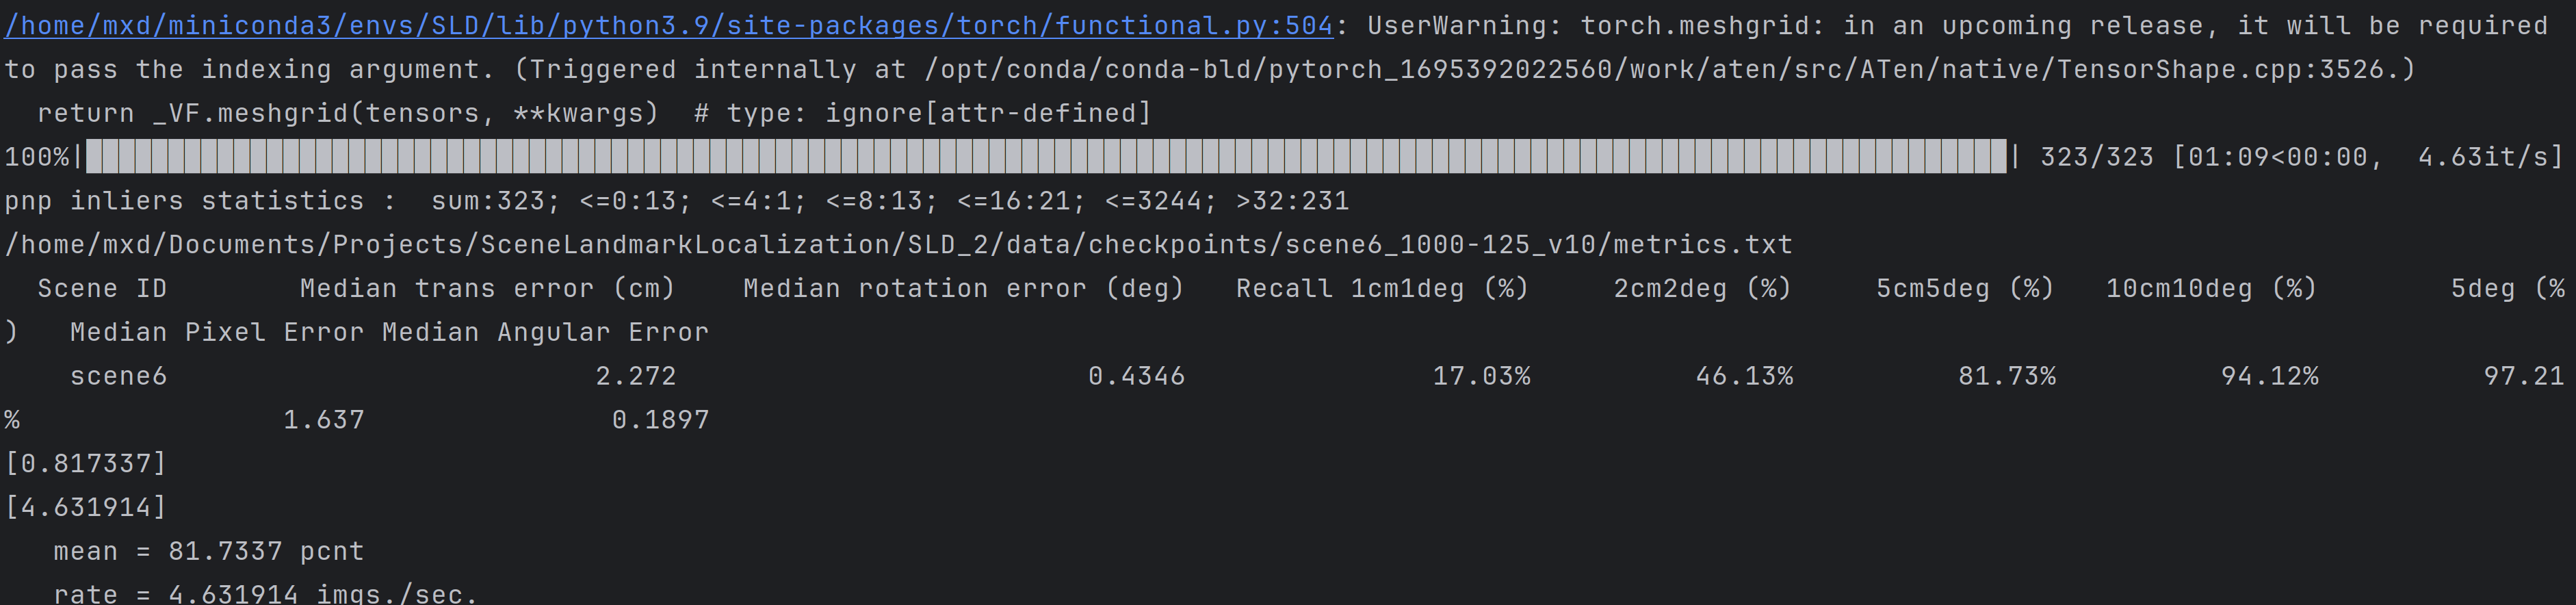 /home/mxd/miniconda3/envs/SLD/lib/python3.9/site-packages/torch/functional.py:504: UserWarning: torch.meshgrid: in an upcoming release, it will be required
to pass the indexing argument. (Triggered internally at /opt/conda/conda-bld/pytorch_1695392022560/work/aten/src/ATen/native/TensorShape.cpp:3526.)
  return _VF.meshgrid(tensors, **kwargs)  # type: ignore[attr-defined]
100%|██████████| 323/323 [01:09<00:00,  4.63it/s]
pnp inliers statistics :  sum:323; <=0:13; <=4:1; <=8:13; <=16:21; <=3244; >32:231
/home/mxd/Documents/Projects/SceneLandmarkLocalization/SLD_2/data/checkpoints/scene6_1000-125_v10/metrics.txt
  Scene ID        Median trans error (cm)    Median rotation error (deg)   Recall 1cm1deg (%)     2cm2deg (%)     5cm5deg (%)   10cm10deg (%)        5deg (%
)   Median Pixel Error Median Angular Error
    scene6                          2.272                         0.4346               17.03%          46.13%          81.73%          94.12%          97.21
%                1.637               0.1897
[0.817337]
[4.631914]
   mean = 81.7337 pcnt
   rate = 4.631914 imgs./sec.